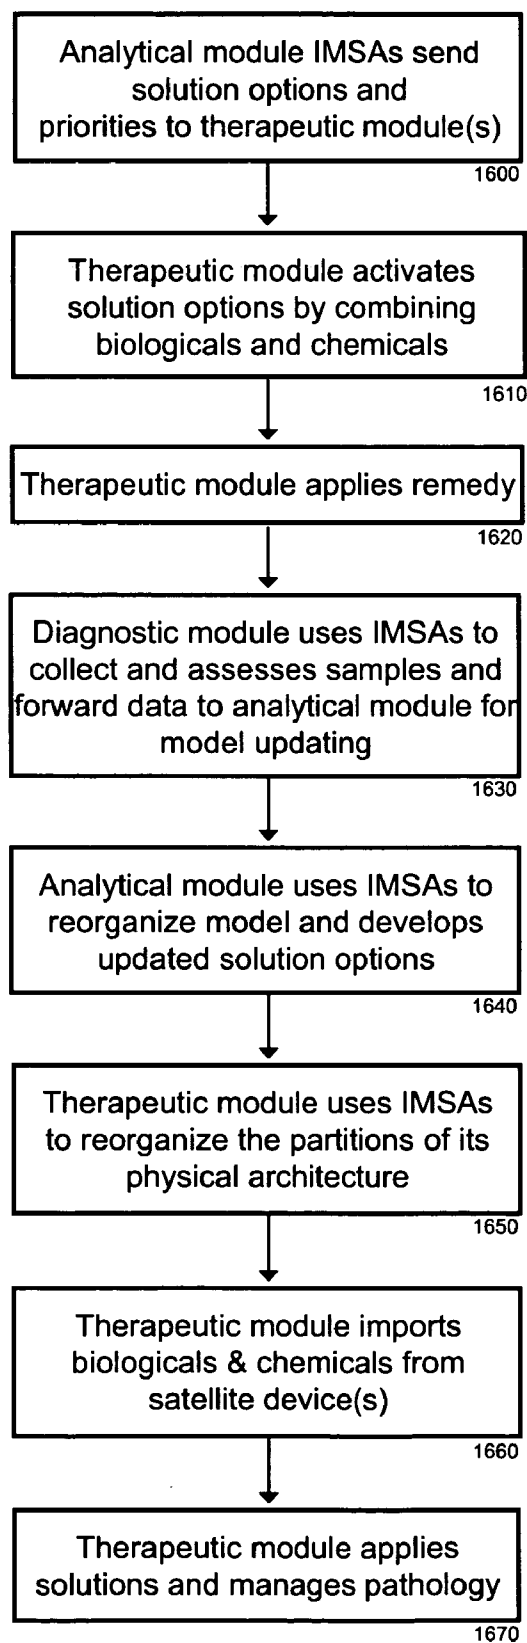 Analytical module IMSAs send
solution options and
priorities to therapeutic module(s)
1600
Therapeutic module activates
solution options by combining
biologicals and chemicals
1610
Therapeutic module applies remedy
1620
Diagnostic module uses IMSAs to
collect and assesses samples and
forward data to analytical module for
model updating
1630
Analytical module uses IMSAs to
reorganize model and develops
updated solution options
1640
Therapeutic module uses IMSAs
to reorganize the partitions of its
physical architecture
1650
Therapeutic module imports
biologicals & chemicals from
satellite device(s)
1660
Therapeutic module applies
solutions and manages pathology
1670